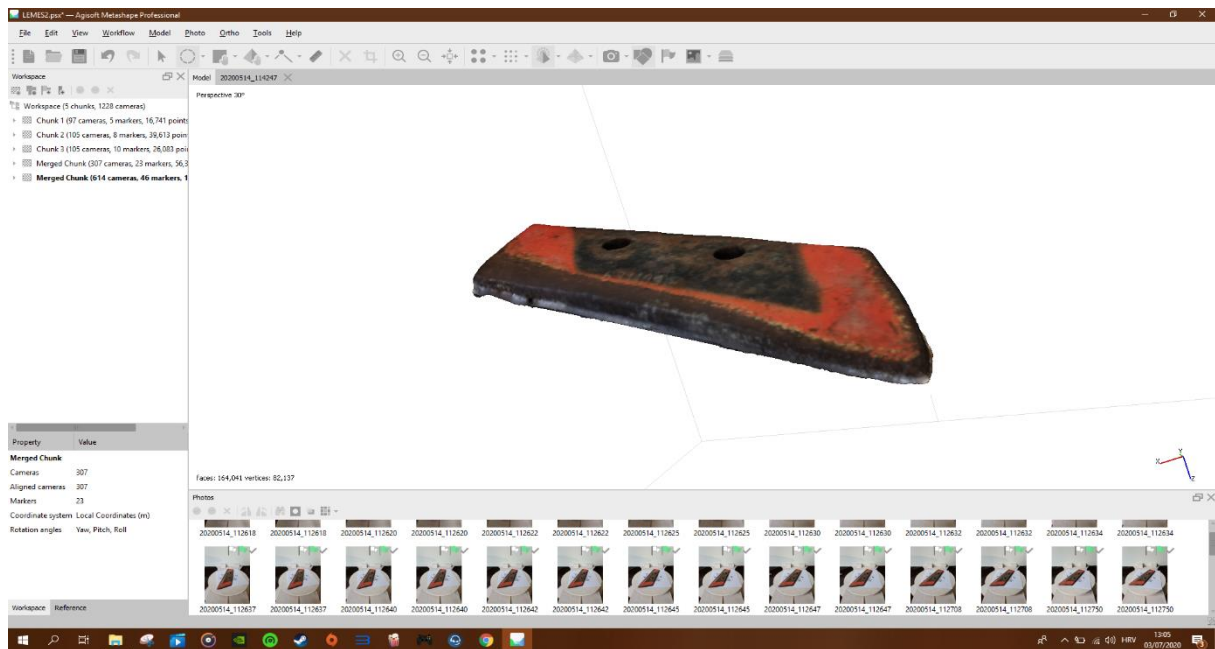 LEMES2.psx* — Agisoft Metashape Professional
File Edit View Workflow Model Photo Ortho Tools Help
Workspace
Model 20200514_114247
Perspective 30°
Workspace (5 chunks, 1228 cameras)
Chunk 1 (97 cameras, 5 markers, 16,741 points
Chunk 2 (105 cameras, 8 markers, 39,613 poin
Chunk 3 (105 cameras, 10 markers, 26,083 poi
Merged Chunk (307 cameras, 23 markers, 56,3
Merged Chunk (614 cameras, 46 markers, 1
X Y Z
Property Value
Merged Chunk
Cameras 307
Aligned cameras 307
Markers 23
Coordinate system Local Coordinates (m)
Rotation angles Yaw, Pitch, Roll
Workspace Reference
faces: 164,041 vertices: 82,137
Photos
20200514_112618 20200514_112618 20200514_112620 20200514_112620 20200514_112622 20200514_112622 20200514_112625 20200514_112625 20200514_112630 20200514_112630 20200514_112632 20200514_112632 20200514_112634 20200514_112634
20200514_112637 20200514_112637 20200514_112640 20200514_112640 20200514_112642 20200514_112642 20200514_112645 20200514_112645 20200514_112647 20200514_112647 20200514_112708 20200514_112708 20200514_112750 20200514_112750
HRV
13:05
03/07/2020